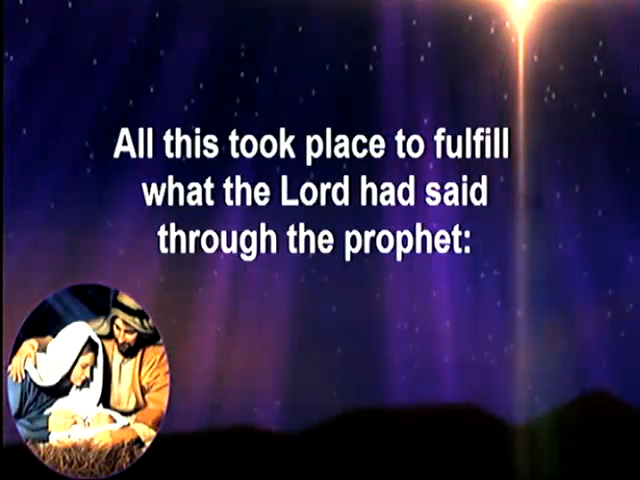 All this took place to fulfill
what the Lord had said
through the prophet: